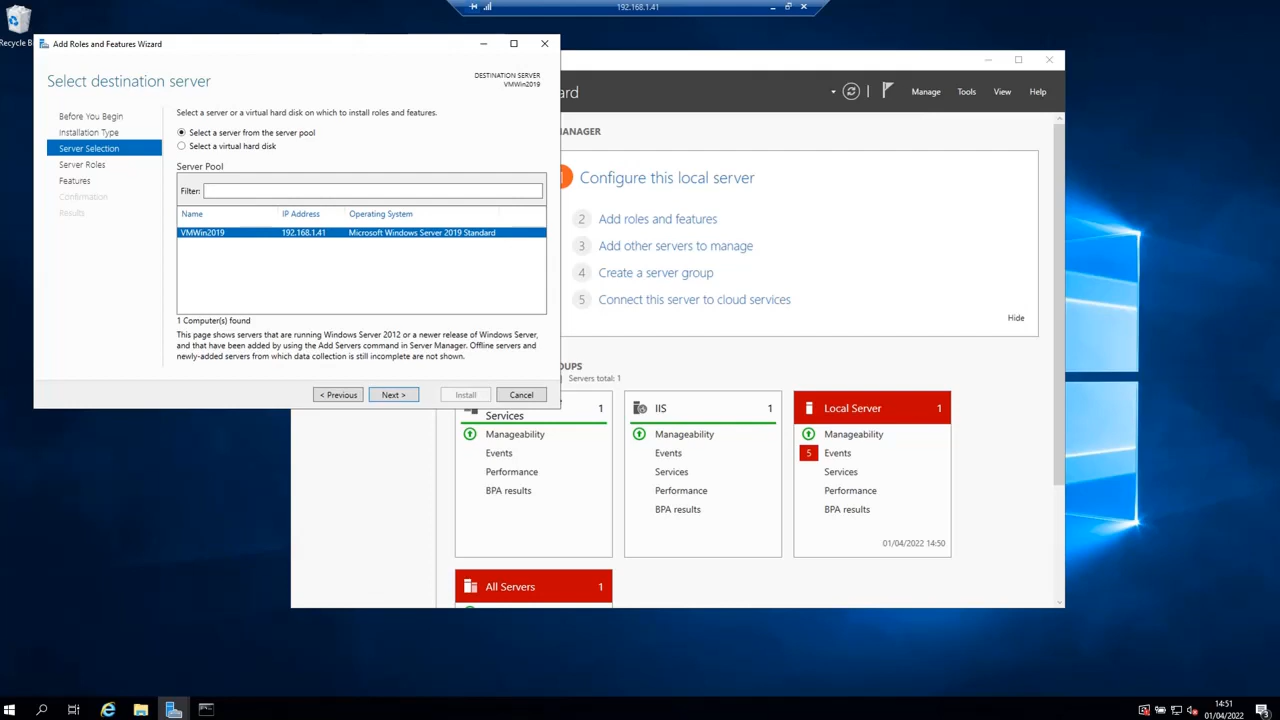 192.168.1.41
Recycle B
Add Roles and Features Wizard
Select destination server
DESTINATION SERVER
VMWin2019
Before You Begin
Installation Type
Server Selection
Server Roles
Features
Confirmation
Results
Select a server or a virtual hard disk on which to install roles and features.
Select a server from the server pool
Select a virtual hard disk
Server Pool
Filter:
Name IP Address Operating System
VMWin2019 192.168.1.41 Microsoft Windows Server 2019 Standard
1 Computer(s) found
This page shows servers that are running Windows Server 2012 or a newer release of Windows Server,
and that have been added by using the Add Servers command in Server Manager. Offline servers and
newly-added servers from which data collection is still incomplete are not shown.
< Previous Next > Install Cancel
ard
Manage Tools View Help
ANAGER
1 Configure this local server
2 Add roles and features
3 Add other servers to manage
4 Create a server group
5 Connect this server to cloud services
Hide
OUPS
Servers total: 1
Services 1
Manageability
Events
Performance
BPA results
IIS 1
Manageability
Events
Services
Performance
BPA results
Local Server 1
Manageability
5 Events
Services
Performance
BPA results
01/04/2022 14:50
All Servers 1
14:51
01/04/2022
3